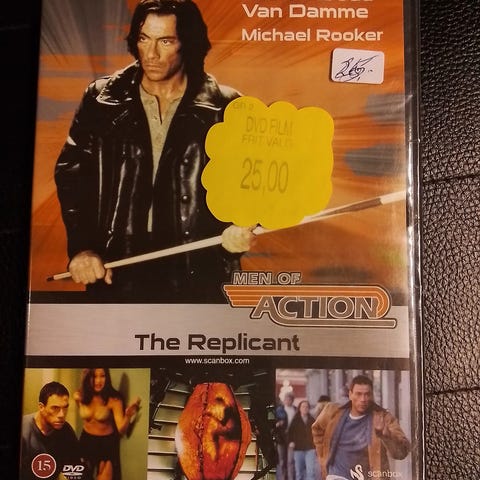 Van Damme
Michael Rooker
DVD FILM
FRIT VALG
25,00
MEN OF
ACTION
The Replicant
www.scanbox.com
15
DVD
VIDEO
scanbox